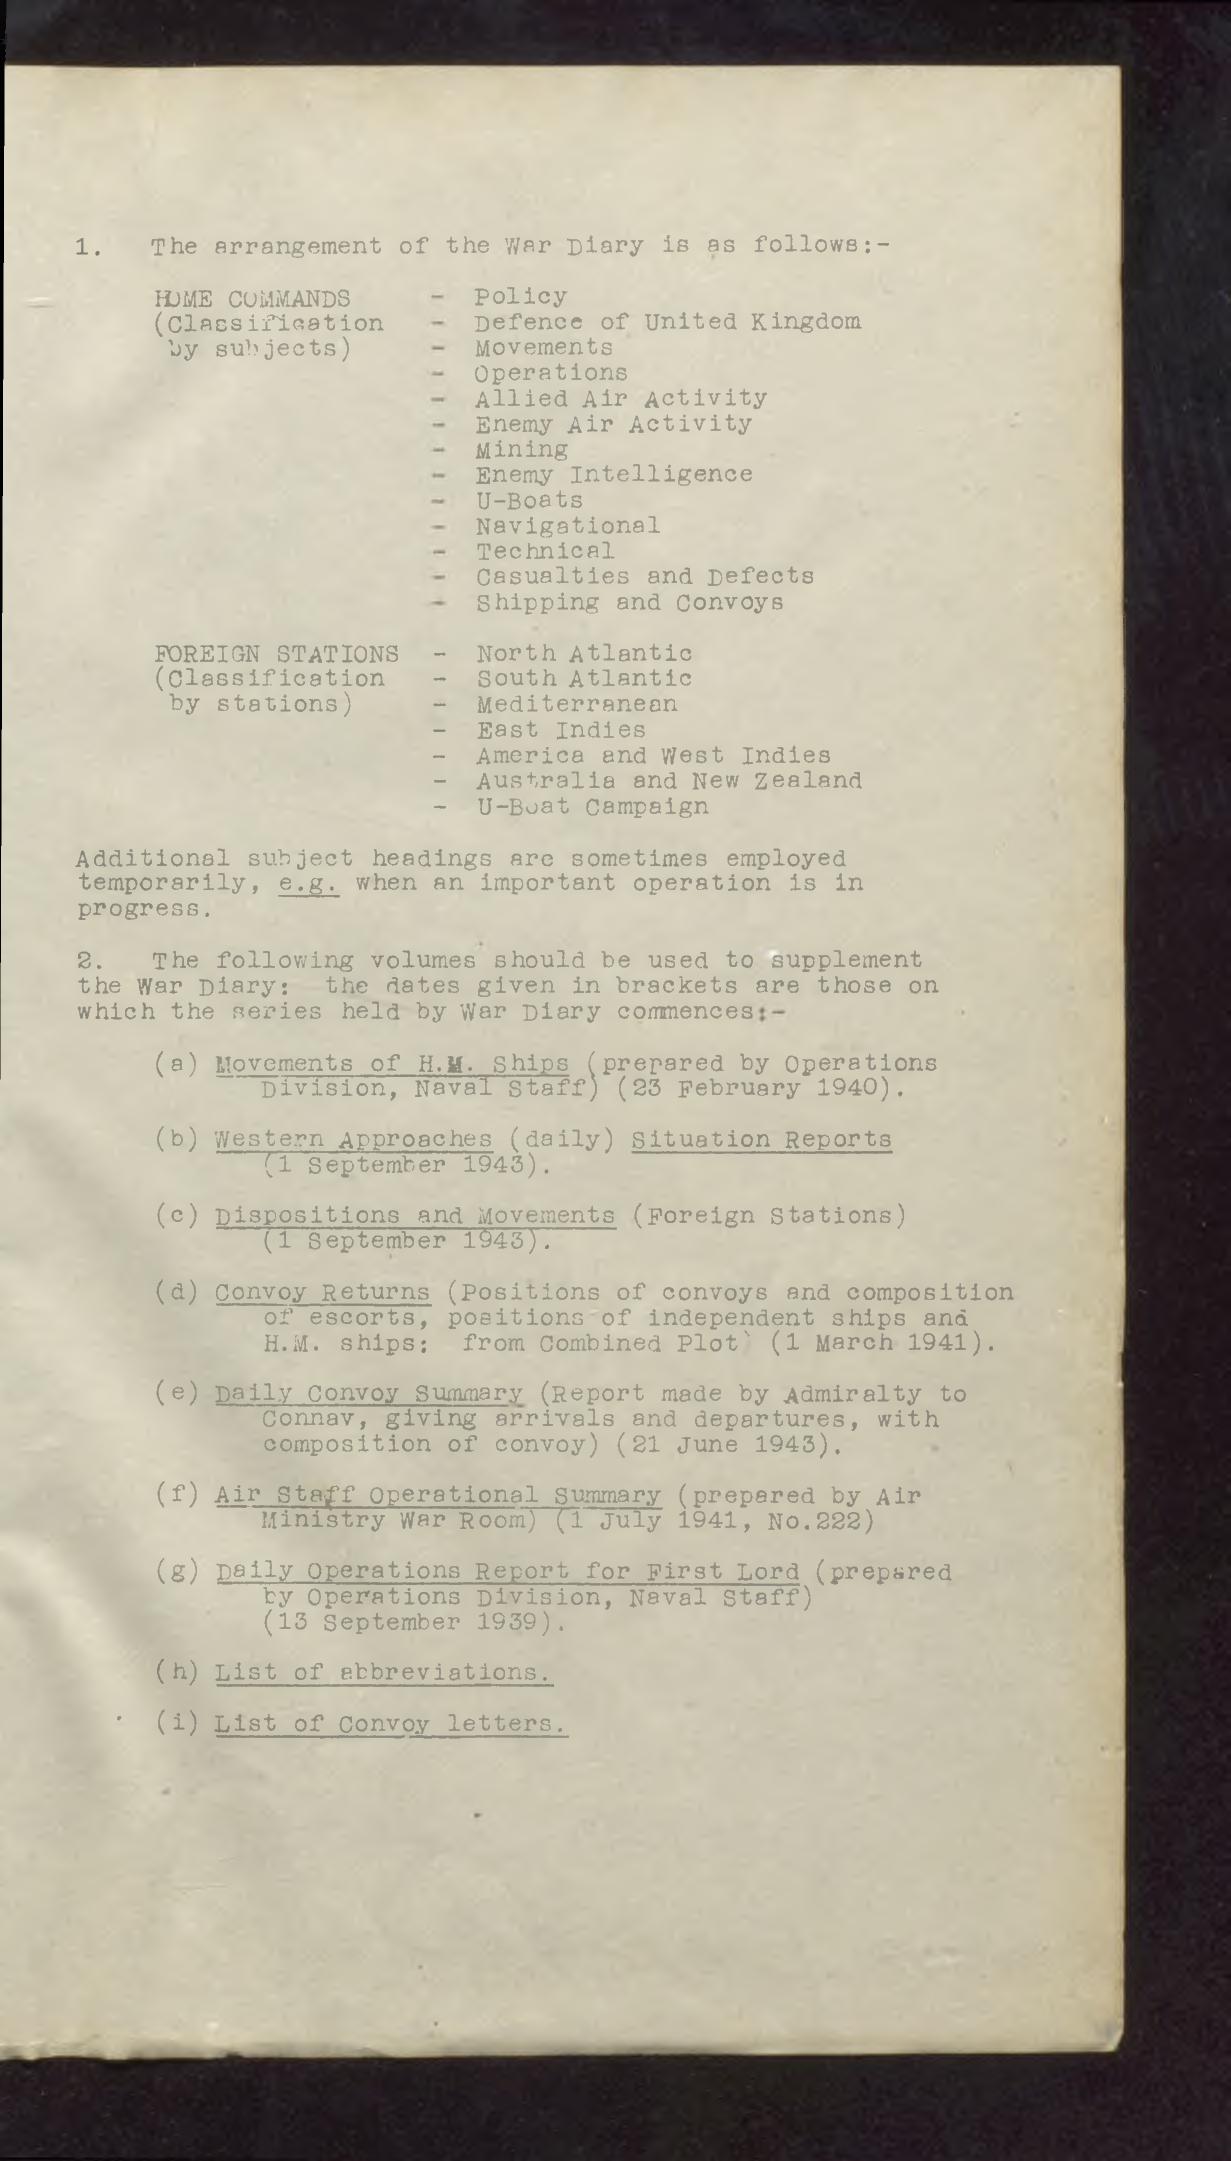 1.   The arrangement of the War Diary is as follows:-
HOME COMMANDS     -  Policy
(Classification   -  Defence of United Kingdom
by subjects)      -  Movements
-  Operations
-  Allied Air Activity
-  Enemy Air Activity
-  Mining
-  Enemy Intelligence
-  U-Boats
-  Navigational
-  Technical
-  Casualties and Defects
-  Shipping and Convoys
FOREIGN STATIONS  -  North Atlantic
(Classification   -  South Atlantic
by stations)      -  Mediterranean
-  East Indies
-  America and West Indies
-  Australia and New Zealand
-  U-Boat Campaign
Additional subject headings are sometimes employed
temporarily, e.g. when an important operation is in
progress.
2.   The following volumes should be used to supplement
the War Diary:  the dates given in brackets are those on
which the series held by War Diary commences:-
(a) Movements of H.M. Ships (prepared by Operations
Division, Naval Staff) (23 February 1940).
(b) Western Approaches (daily) Situation Reports
(1 September 1943).
(c) Dispositions and Movements (Foreign Stations)
(1 September 1943).
(d) Convoy Returns (Positions of convoys and composition
of escorts, positions of independent ships and
H.M. ships:  from Combined Plot) (1 March 1941).
(e) Daily Convoy Summary (Report made by Admiralty to
Connav, giving arrivals and departures, with
composition of convoy) (21 June 1943).
(f) Air Staff Operational Summary (prepared by Air
Ministry War Room) (1 July 1941, No.222)
(g) Daily Operations Report for First Lord (prepared
by Operations Division, Naval Staff)
(13 September 1939).
(h) List of abbreviations.
(i) List of Convoy letters.